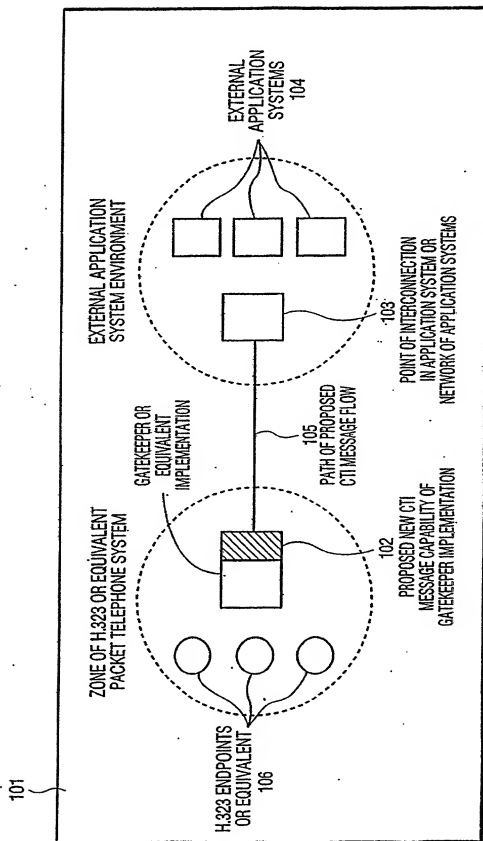 101
ZONE OF H.323 OR EQUIVALENT
PACKET TELEPHONE SYSTEM
GATEKEEPER OR
EQUIVALENT
IMPLEMENTATION
EXTERNAL APPLICATION
SYSTEM ENVIRONMENT
EXTERNAL
APPLICATION
SYSTEMS
104
H.323 ENDPOINTS
OR EQUIVALENT
106
102
PROPOSED NEW CTI
MESSAGE CAPABILITY OF
GATEKEEPER IMPLEMENTATION
105
PATH OF PROPOSED
CTI MESSAGE FLOW
103
POINT OF INTERCONNECTION
IN APPLICATION SYSTEM OR
NETWORK OF APPLICATION SYSTEMS